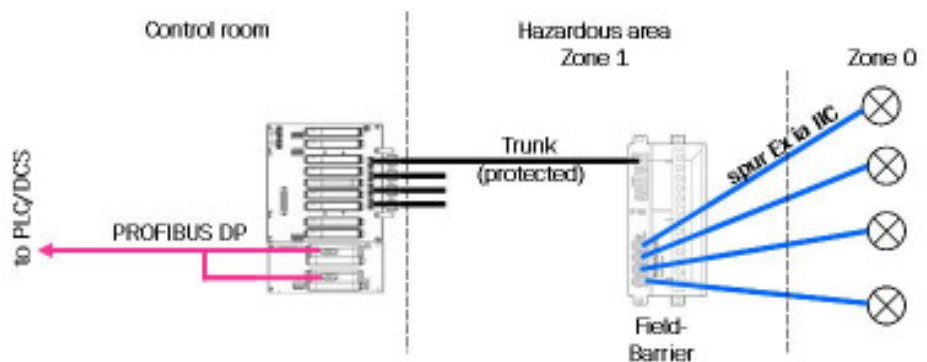 Control room
Hazardous area
Zone 1
Zone 0
spur Ex ia IIC
Trunk
(protected)
to PLC/DCS
PROFIBUS DP
Field-
Barrier